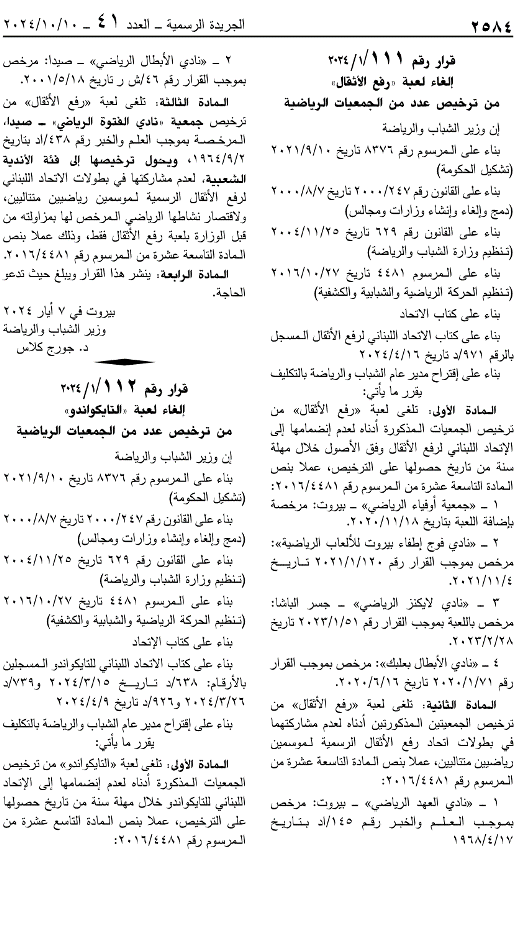 ٢٥٨٤
الجريدة الرسمية ـ العدد ٤١ ـ ٢٠٢٤/١٠/١٠
قرار رقم ٢٠٢٤/١/١١١
إلغاء لعبة «رفع الأثقال»
من ترخيص عدد من الجمعيات الرياضية
إن وزير الشباب والرياضة
بناء على المرسوم رقم ٨٣٧٦ تاريخ ٢٠٢١/٩/١٠
(تشكيل الحكومة)
بناء على القانون رقم ٢٠٠٠/٢٤٧ تاريخ ٢٠٠٠/٨/٧
(دمج وإلغاء وإنشاء وزارات ومجالس)
بناء على القانون رقم ٦٢٩ تاريخ ٢٠٠٤/١١/٢٥
(تنظيم وزارة الشباب والرياضة)
بناء على المرسوم ٤٤٨١ تاريخ ٢٠١٦/١٠/٢٧
(تنظيم الحركة الرياضية والشبابية والكشفية)
بناء على كتاب الاتحاد
بناء على كتاب الاتحاد اللبناني لرفع الأثقال المسجل
بالرقم ٩٧١/د تاريخ ٢٠٢٤/٤/١٦
بناء على إقتراح مدير عام الشباب والرياضة بالتكليف
يقرر ما يأتي:
المادة الأولى: تلغى لعبة «رفع الأثقال» من
ترخيص الجمعيات المذكورة أدناه لعدم إنضمامها إلى
الإتحاد اللبناني لرفع الأثقال وفق الأصول خلال مهلة
سنة من تاريخ حصولها على الترخيص، عملا بنص
المادة التاسعة عشرة من المرسوم رقم ٢٠١٦/٤٤٨١:
١ ـ «جمعية أوفياء الرياضي» ـ بيروت: مرخصة
بإضافة اللعبة بتاريخ ٢٠٢٠/١١/١٨.
٢ ـ «نادي فوج إطفاء بيروت للألعاب الرياضية»:
مرخص بموجب القرار رقم ٢٠٢١/١/١٢٠ تاريخ
٢٠٢١/١١/٤.
٣ ـ «نادي لايكنز الرياضي» ـ جسر الباشا:
مرخص باللعبة بموجب القرار رقم ٢٠٢٣/١/٥١ تاريخ
٢٠٢٣/٢/٢٨.
٤ ـ «نادي الأبطال بعلبك»: مرخص بموجب القرار
رقم ٢٠٢٠/١/٧١ تاريخ ٢٠٢٠/٦/١٦.
المادة الثانية: تلغى لعبة «رفع الأثقال» من
ترخيص الجمعيتين المذكورتين أدناه لعدم مشاركتهما
في بطولات اتحاد رفع الأثقال الرسمية لموسمين
رياضيين متتاليين، عملا بنص المادة التاسعة عشرة من
المرسوم رقم ٢٠١٦/٤٤٨١:
١ ـ «نادي العهد الرياضي» ـ بيروت: مرخص
بموجب العلم والخبر رقم ١٤٥/اد بتاريخ
١٩٦٨/٤/١٧
٢ ـ «نادي الأبطال الرياضي» ـ صيدا: مرخص
بموجب القرار رقم ٤٦/ش ر تاريخ ٢٠٠١/٥/١٨.
المادة الثالثة: تلغى لعبة «رفع الأثقال» من
ترخيص جمعية «نادي الفتوة الرياضي» ـ صيدا،
المرخصة بموجب العلم والخبر رقم ٤٣٨/اد بتاريخ
١٩٦٤/٩/٢، ويحول ترخيصها إلى فئة الأندية
الشعبية، لعدم مشاركتها في بطولات الاتحاد اللبناني
لرفع الأثقال الرسمية لموسمين رياضيين متتاليين،
ولاقتصار نشاطها الرياضي المرخص لها بمزاولته من
قبل الوزارة بلعبة رفع الأثقال فقط، وذلك عملا بنص
المادة التاسعة عشرة من المرسوم رقم ٢٠١٦/٤٤٨١.
المادة الرابعة: ينشر هذا القرار ويبلغ حيث تدعو
الحاجة.
بيروت في ٧ أيار ٢٠٢٤
وزير الشباب والرياضة
د. جورج كلاس
قرار رقم ٢٠٢٤/١/١١٢
إلغاء لعبة «التايكواندو»
من ترخيص عدد من الجمعيات الرياضية
إن وزير الشباب والرياضة
بناء على المرسوم رقم ٨٣٧٦ تاريخ ٢٠٢١/٩/١٠
(تشكيل الحكومة)
بناء على القانون رقم ٢٠٠٠/٢٤٧ تاريخ ٢٠٠٠/٨/٧
(دمج وإلغاء وإنشاء وزارات ومجالس)
بناء على القانون رقم ٦٢٩ تاريخ ٢٠٠٤/١١/٢٥
(تنظيم وزارة الشباب والرياضة)
بناء على المرسوم ٤٤٨١ تاريخ ٢٠١٦/١٠/٢٧
(تنظيم الحركة الرياضية والشبابية والكشفية)
بناء على كتاب الإتحاد
بناء على كتاب الاتحاد اللبناني للتايكواندو المسجلين
بالأرقام: ٦٣٨/د تاريخ ٢٠٢٤/٣/١٥ و٧٣٩/د
٢٠٢٤/٣/٢٦ و٩٢٦/د تاريخ ٢٠٢٤/٤/٩
بناء على إقتراح مدير عام الشباب والرياضة بالتكليف
يقرر ما يأتي:
المادة الأولى: تلغى لعبة «التايكواندو» من ترخيص
الجمعيات المذكورة أدناه لعدم إنضمامها إلى الإتحاد
اللبناني للتايكواندو خلال مهلة سنة من تاريخ حصولها
على الترخيص، عملا بنص المادة التاسع عشرة من
المرسوم رقم ٢٠١٦/٤٤٨١: